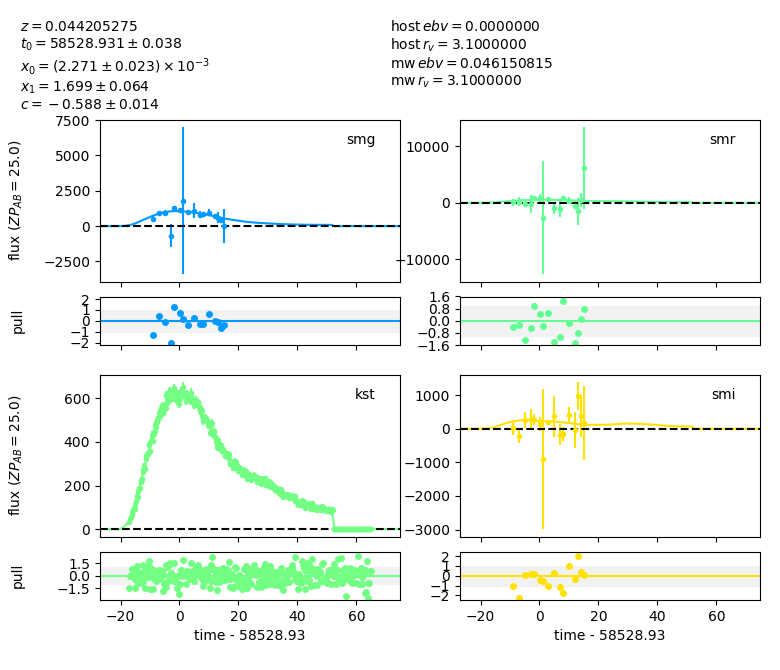 z = 0.044205275
t₀ = 58528.931 ± 0.038
x₀ = (2.271 ± 0.023) × 10⁻³
x₁ = 1.699 ± 0.064
c = −0.588 ± 0.014
host ebv = 0.0000000
host r_v = 3.1000000
mw ebv = 0.046150815
mw r_v = 3.1000000
smg
7500
5000
2500
0
−2500
flux (ZP_AB = 25.0)
smr
10000
0
−10000
2
1
0
−1
−2
pull
1.6
0.8
0.0
−0.8
−1.6
kst
600
400
200
0
flux (ZP_AB = 25.0)
smi
1000
0
−1000
−2000
−3000
1.5
0.0
−1.5
pull
2
1
0
−1
−2
−20 0 20 40 60
time - 58528.93
−20 0 20 40 60
time - 58528.93